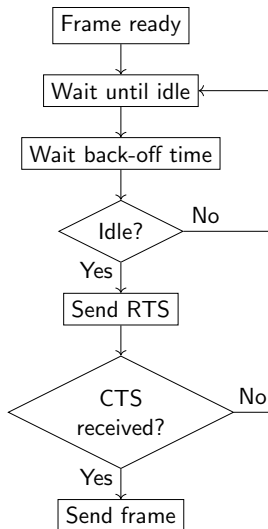 Frame ready
Wait until idle
Wait back-off time
Idle?
No
Yes
Send RTS
CTS
received?
No
Yes
Send frame